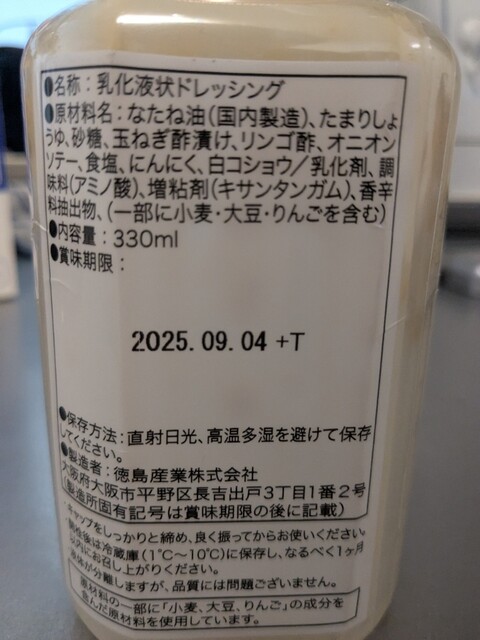 ●名称：乳化液状ドレッシング
●原材料名：なたね油（国内製造）、たまりしょ
うゆ、砂糖、玉ねぎ酢漬け、リンゴ酢、オニオン
ソテー、食塩、にんにく、白コショウ／乳化剤、調
味料（アミノ酸）、増粘剤（キサンタンガム）、香辛
料抽出物、（一部に小麦・大豆・りんごを含む）
●内容量：330ml
●賞味期限：
2025.09.04 +T
●保存方法：直射日光、高温多湿を避けて保存
してください。
●製造者：徳島産業株式会社
大阪府大阪市平野区長吉出戸3丁目1番2号
（製造所固有記号は賞味期限の後に記載）
・キャップをしっかりと締め、良く振ってからお使いください。
・開栓後は冷蔵庫（1℃～10℃）に保存し、なるべく1ヶ月
以内にお召し上がりください。
・液体が分離しますが、品質には問題ございません。
原材料の一部に「小麦、大豆、りんご」の成分を
含んだ原材料を使用しています。